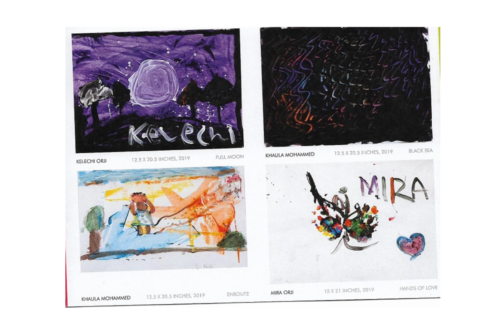 Kelechi
KELECHI ORJI 12.5 X 20.5 INCHES, 2019 FULL MOON
KHAULA MOHAMMED 12.5 X 20.5 INCHES, 2019 BLACK SEA
MIRA
KHAULA MOHAMMED 12.5 X 20.5 INCHES, 2019 ENROUTE
MIRA ORJI 15 X 21 INCHES, 2019 HANDS OF LOVE